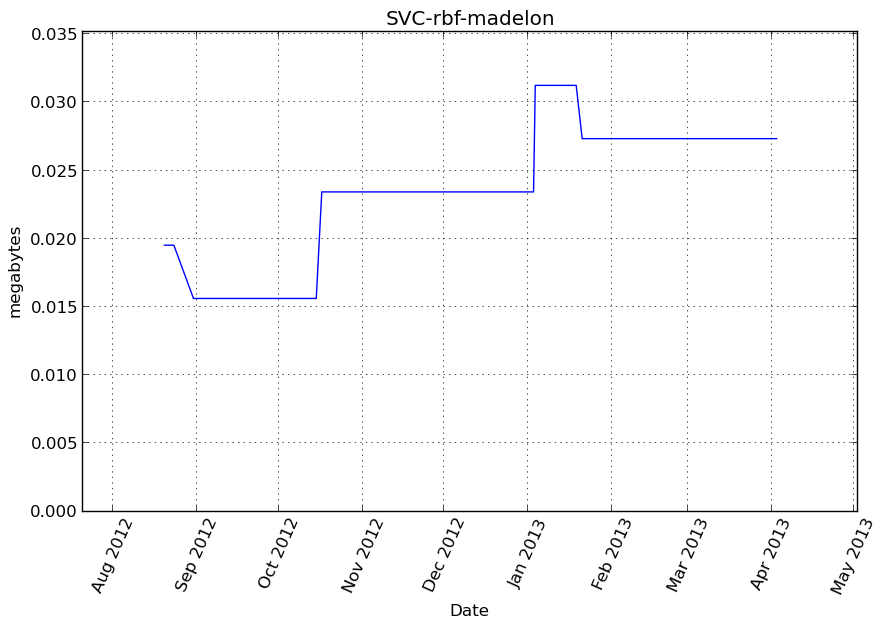 SVC-rbf-madelon
0.035
0.030
0.025
0.020
0.015
0.010
0.005
0.000
megabytes
Aug 2012
Sep 2012
Oct 2012
Nov 2012
Dec 2012
Jan 2013
Feb 2013
Mar 2013
Apr 2013
May 2013
Date